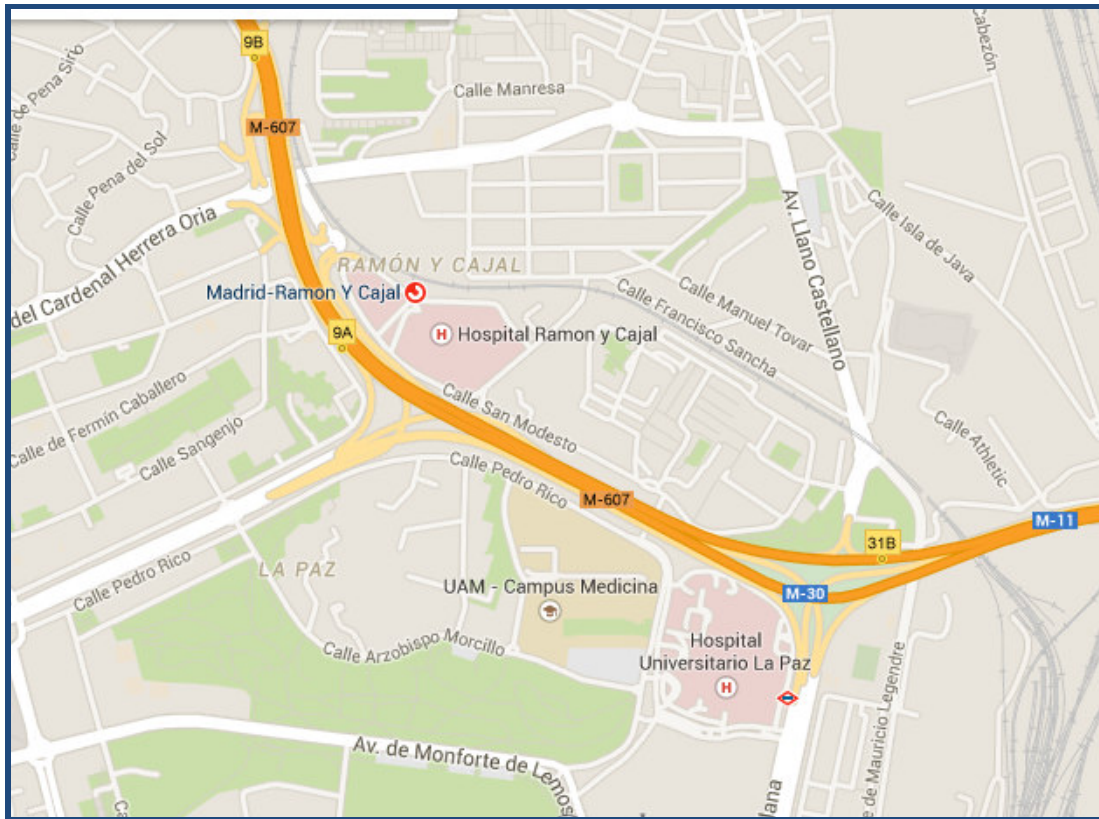 9B
Cabezón
Calle de Pena Sirio
Calle Manresa
M-607
Calle Pena del Sol
Av. Llano Castellano
Calle Isla de Java
del Cardenal Herrera Oria
RAMÓN Y CAJAL
Madrid-Ramon Y Cajal
Calle Francisco Sancha
Calle Manuel Tovar
9A
H Hospital Ramon y Cajal
Calle de Fermín Caballero
Calle San Modesto
Calle Sangenjo
Calle Athletic
Calle Pedro Rico
M-607
M-11
31B
Calle Pedro Rico
LA PAZ
UAM - Campus Medicina
M-30
Calle Arzobispo Morcillo
Hospital
Universitario La Paz
H
de Mauricio Legendre
Av. de Monforte de Lemos
Ca
llana